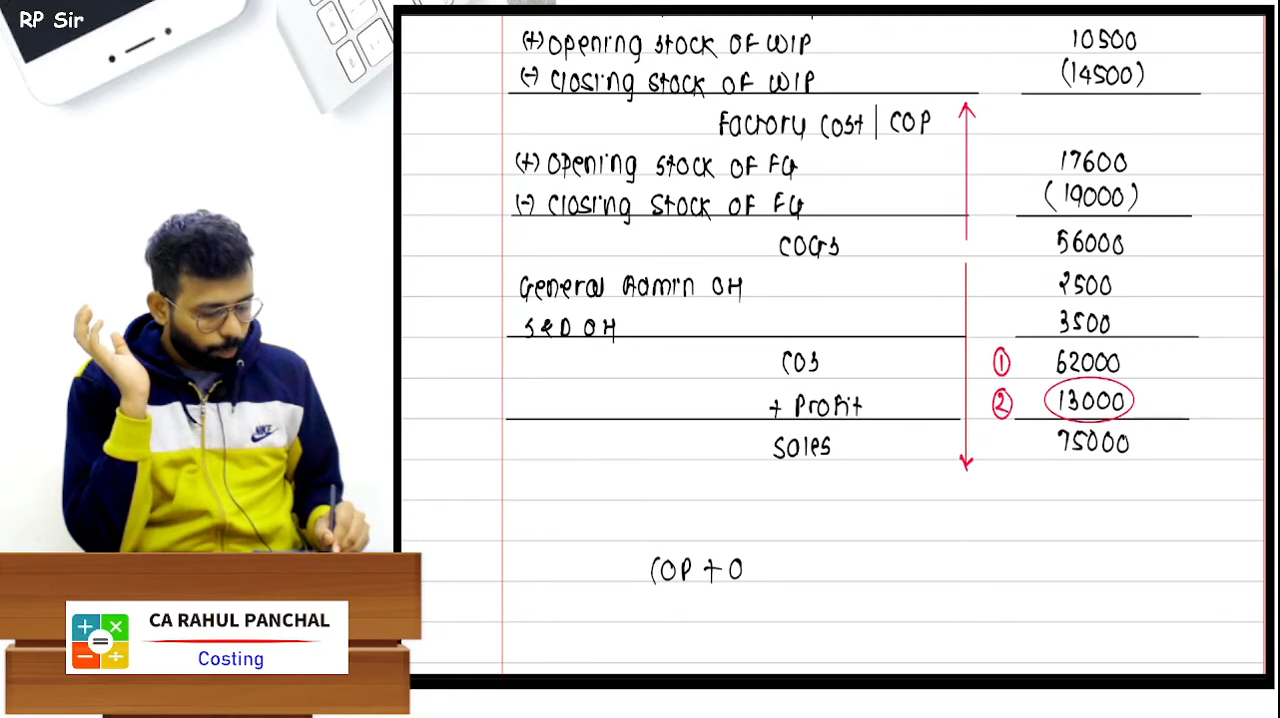 RP Sir
(+) Opening stock of WIP 10500
(-) Closing stock of WIP (14500)
Factory Cost | COP
(+) Opening stock of FG 17600
(-) Closing stock of FG (19000)
COGS 56000
General Admin OH 2500
S&D OH 3500
COS ① 62000
+ Profit ② 13000
Sales 75000
(OP + O
NIKE
CA RAHUL PANCHAL
Costing